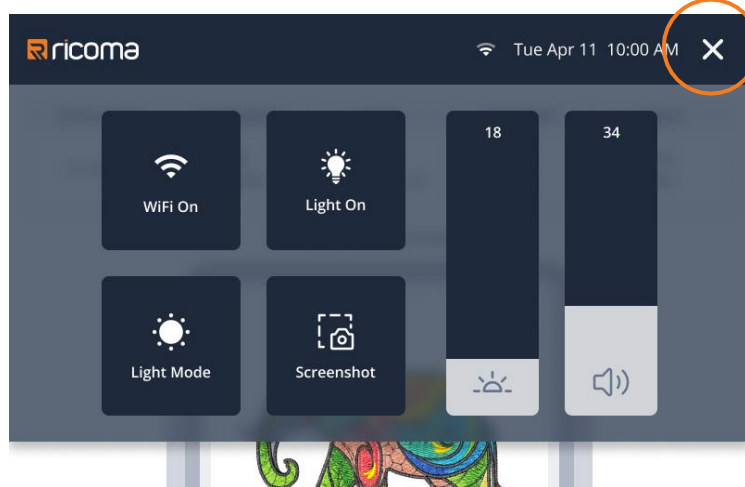 ricoma
Tue Apr 11 10:00 AM
WiFi On
Light On
18
34
Light Mode
Screenshot